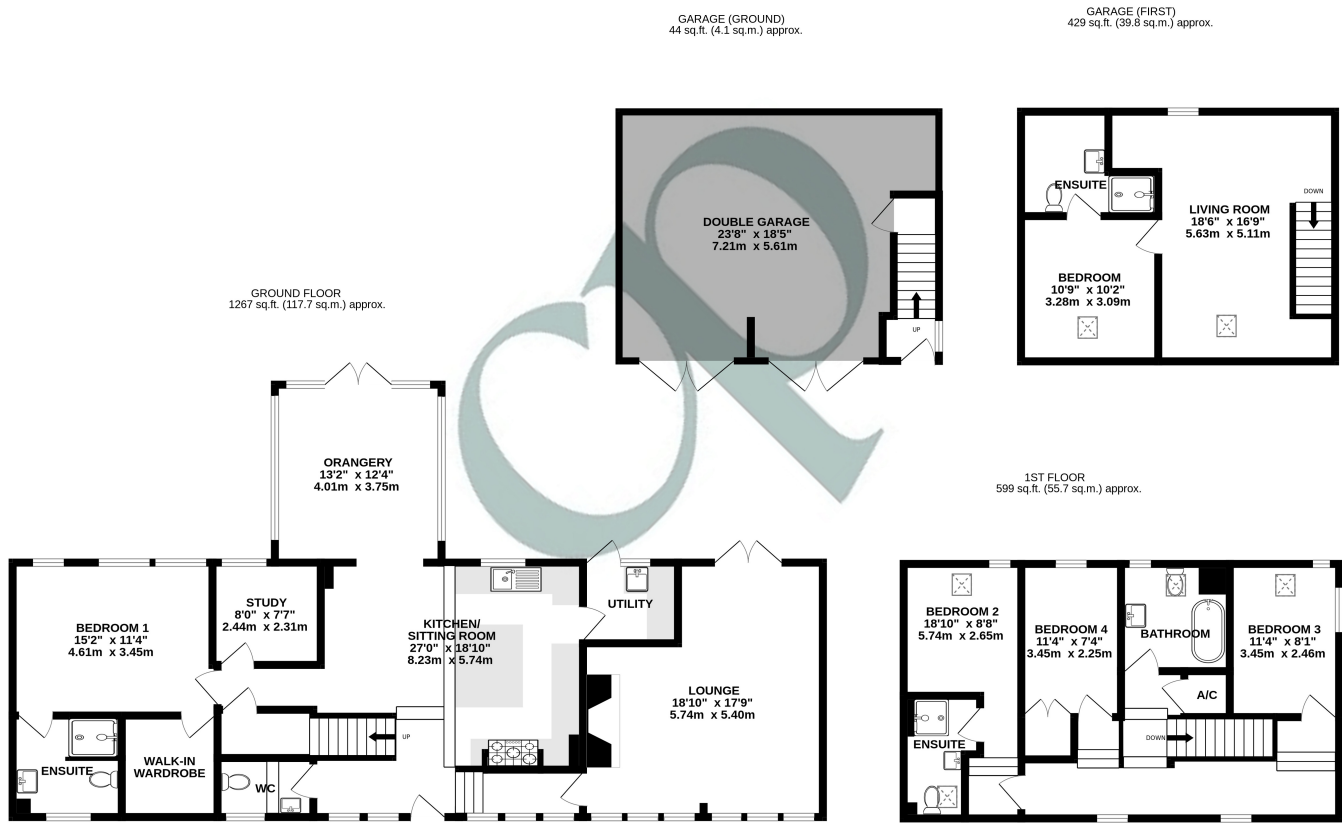 GARAGE (GROUND)
44 sq.ft. (4.1 sq.m.) approx.
GARAGE (FIRST)
429 sq.ft. (39.8 sq.m.) approx.
DOUBLE GARAGE
23'8" x 18'5"
7.21m x 5.61m
UP
ENSUITE
LIVING ROOM
18'6" x 16'9"
5.63m x 5.11m
DOWN
BEDROOM
10'9" x 10'2"
3.28m x 3.09m
GROUND FLOOR
1267 sq.ft. (117.7 sq.m.) approx.
ORANGERY
13'2" x 12'4"
4.01m x 3.75m
BEDROOM 1
15'2" x 11'4"
4.61m x 3.45m
STUDY
8'0" x 7'7"
2.44m x 2.31m
KITCHEN/
SITTING ROOM
27'0" x 18'10"
8.23m x 5.74m
UTILITY
LOUNGE
18'10" x 17'9"
5.74m x 5.40m
UP
ENSUITE
WALK-IN
WARDROBE
WC
1ST FLOOR
599 sq.ft. (55.7 sq.m.) approx.
BEDROOM 2
18'10" x 8'8"
5.74m x 2.65m
BEDROOM 4
11'4" x 7'4"
3.45m x 2.25m
BATHROOM
BEDROOM 3
11'4" x 8'1"
3.45m x 2.46m
A/C
DOWN
ENSUITE